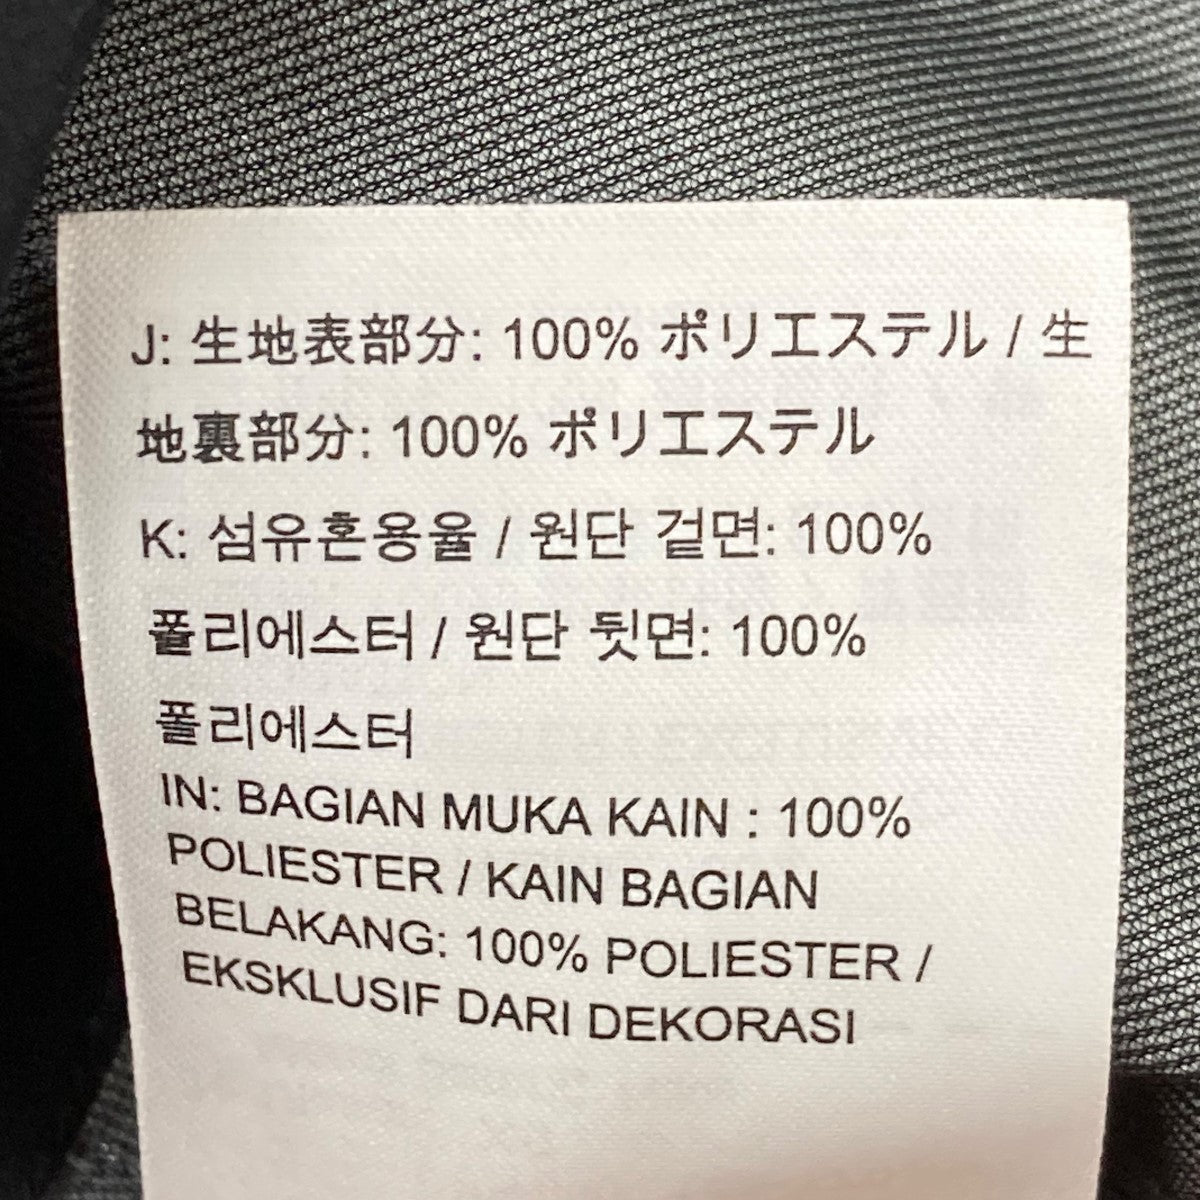 J: 生地表部分: 100% ポリエステル / 生
地裏部分: 100% ポリエステル
K: 섬유혼용율 / 원단 겉면: 100%
폴리에스터 / 원단 뒷면: 100%
폴리에스터
IN: BAGIAN MUKA KAIN : 100%
POLIESTER / KAIN BAGIAN
BELAKANG: 100% POLIESTER /
EKSKLUSIF DARI DEKORASI